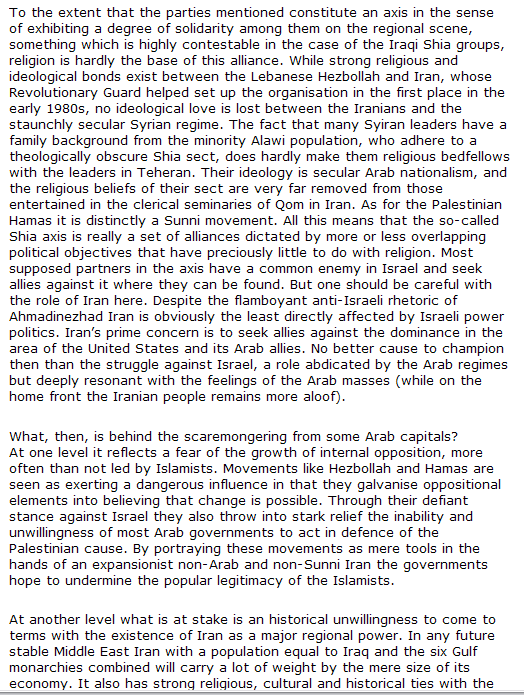 To the extent that the parties mentioned constitute an axis in the sense
of exhibiting a degree of solidarity among them on the regional scene,
something which is highly contestable in the case of the Iraqi Shia groups,
religion is hardly the base of this alliance. While strong religious and
ideological bonds exist between the Lebanese Hezbollah and Iran, whose
Revolutionary Guard helped set up the organisation in the first place in the
early 1980s, no ideological love is lost between the Iranians and the
staunchly secular Syrian regime. The fact that many Syiran leaders have a
family background from the minority Alawi population, who adhere to a
theologically obscure Shia sect, does hardly make them religious bedfellows
with the leaders in Teheran. Their ideology is secular Arab nationalism, and
the religious beliefs of their sect are very far removed from those
entertained in the clerical seminaries of Qom in Iran. As for the Palestinian
Hamas it is distinctly a Sunni movement. All this means that the so-called
Shia axis is really a set of alliances dictated by more or less overlapping
political objectives that have preciously little to do with religion. Most
supposed partners in the axis have a common enemy in Israel and seek
allies against it where they can be found. But one should be careful with
the role of Iran here. Despite the flamboyant anti-Israeli rhetoric of
Ahmadinezhad Iran is obviously the least directly affected by Israeli power
politics. Iran's prime concern is to seek allies against the dominance in the
area of the United States and its Arab allies. No better cause to champion
then than the struggle against Israel, a role abdicated by the Arab regimes
but deeply resonant with the feelings of the Arab masses (while on the
home front the Iranian people remains more aloof).
What, then, is behind the scaremongering from some Arab capitals?
At one level it reflects a fear of the growth of internal opposition, more
often than not led by Islamists. Movements like Hezbollah and Hamas are
seen as exerting a dangerous influence in that they galvanise oppositional
elements into believing that change is possible. Through their defiant
stance against Israel they also throw into stark relief the inability and
unwillingness of most Arab governments to act in defence of the
Palestinian cause. By portraying these movements as mere tools in the
hands of an expansionist non-Arab and non-Sunni Iran the governments
hope to undermine the popular legitimacy of the Islamists.
At another level what is at stake is an historical unwillingness to come to
terms with the existence of Iran as a major regional power. In any future
stable Middle East Iran with a population equal to Iraq and the six Gulf
monarchies combined will carry a lot of weight by the mere size of its
economy. It also has strong religious, cultural and historical ties with the